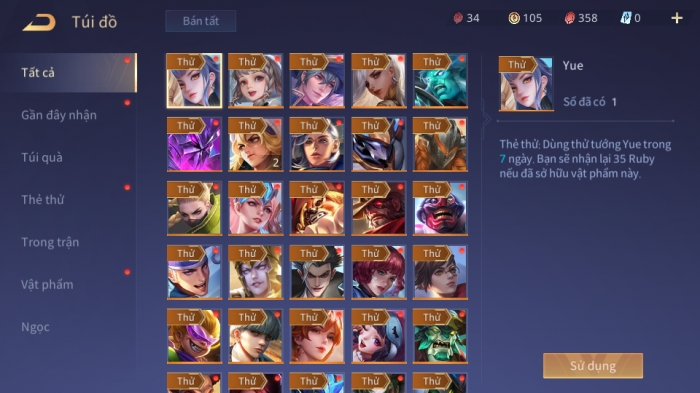 Túi đồ
Bán tất
34
105
358
0
Tất cả
Gần đây nhận
Túi quà
Thẻ thử
Trong trận
Vật phẩm
Ngọc
Thử Thử Thử Thử Thử
Thử Thử Thử Thử Thử
2
Thử Thử Thử Thử Thử
Thử Thử Thử Thử Thử
Thử Thử Thử Thử Thử
Thử Thử Thử Thử Thử
Thử
Yue
Số đã có 1
Thẻ thử: Dùng thử tướng Yue trong
7 ngày. Bạn sẽ nhận lại 35 Ruby
nếu đã sở hữu vật phẩm này.
Sử dụng